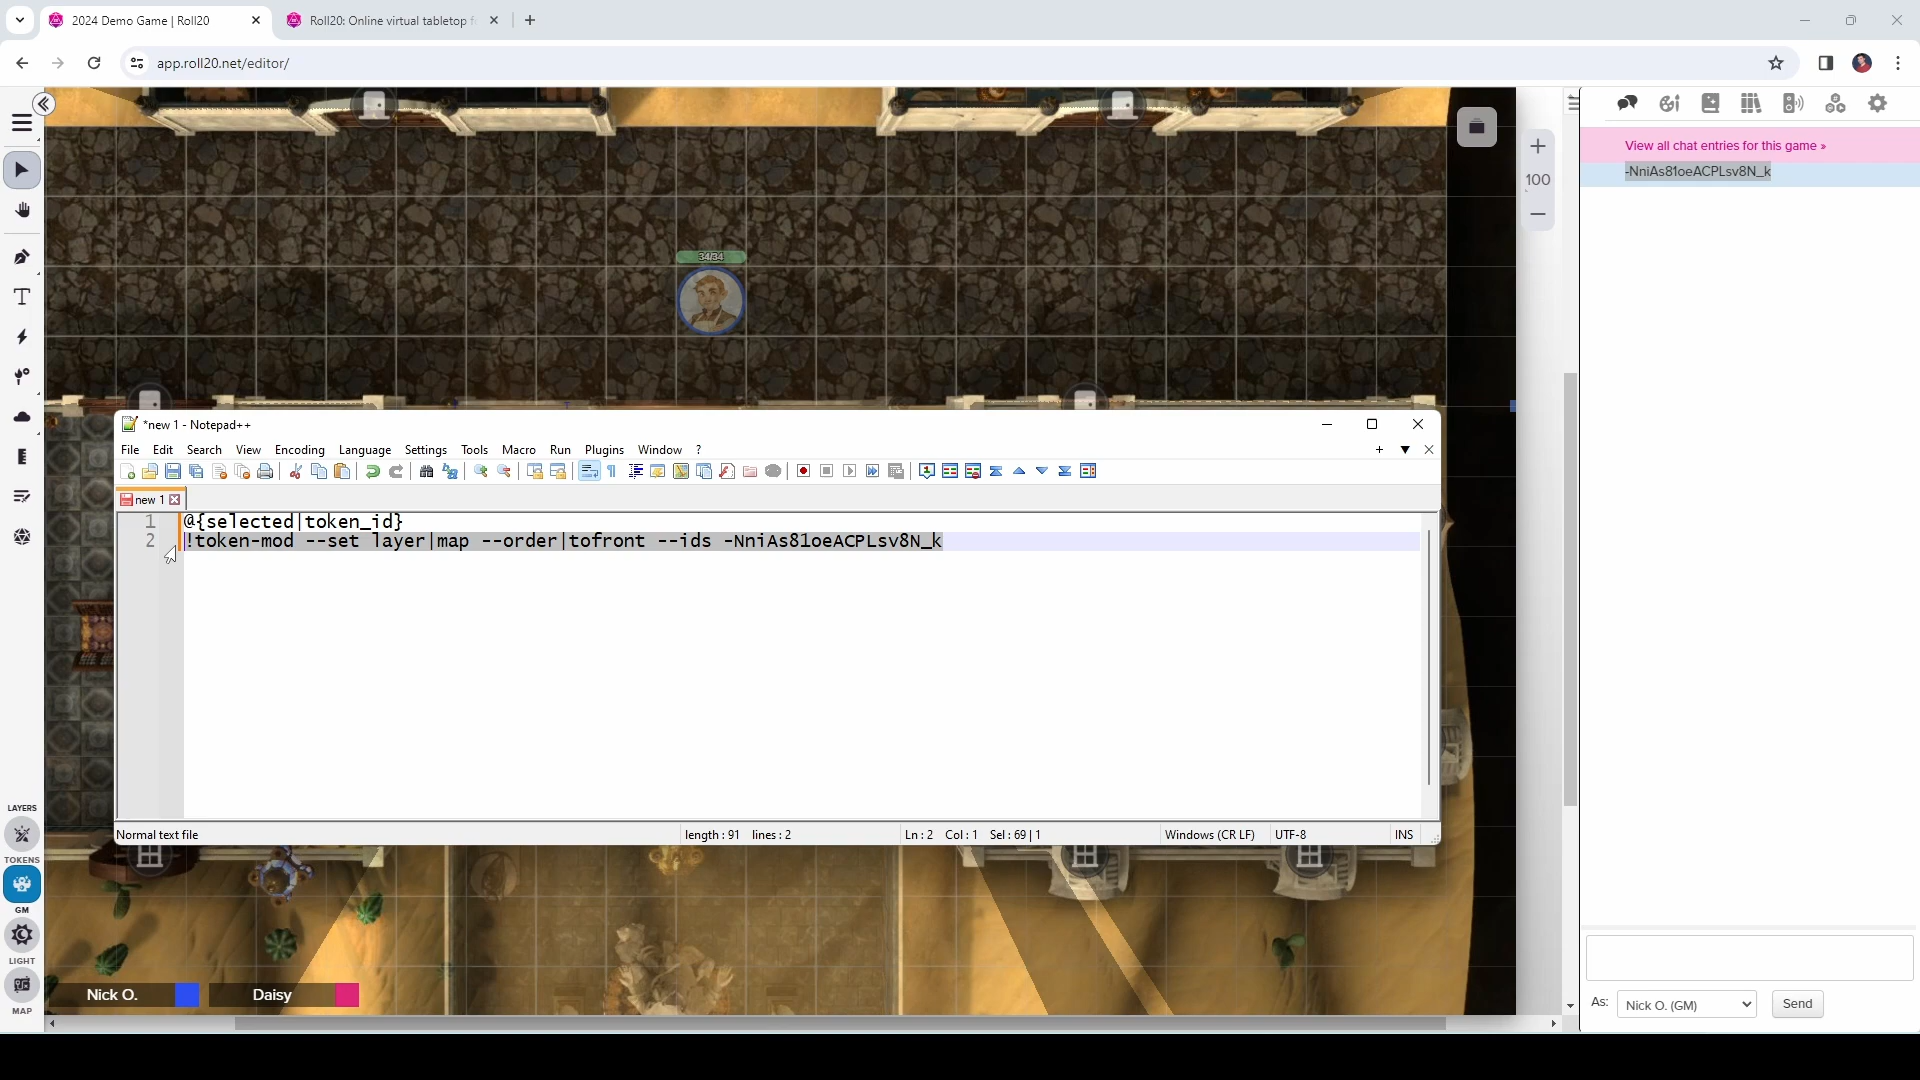 2024 Demo Game | Roll20
Roll20: Online virtual tabletop f
app.roll20.net/editor/
100
View all chat entries for this game »
-NniAs81oeACPLsv8N_k
34/34
*new 1 - Notepad++
File Edit Search View Encoding Language Settings Tools Macro Run Plugins Window ?
new 1
1 @{selected|token_id}
2 !token-mod --set layer|map --order|tofront --ids -NniAs81oeACPLsv8N_k
Normal text file length : 91 lines : 2 Ln : 2 Col : 1 Sel : 69 | 1 Windows (CR LF) UTF-8 INS
LAYERS
TOKENS
GM
LIGHT
MAP
Nick O. Daisy
As: Nick O. (GM) Send